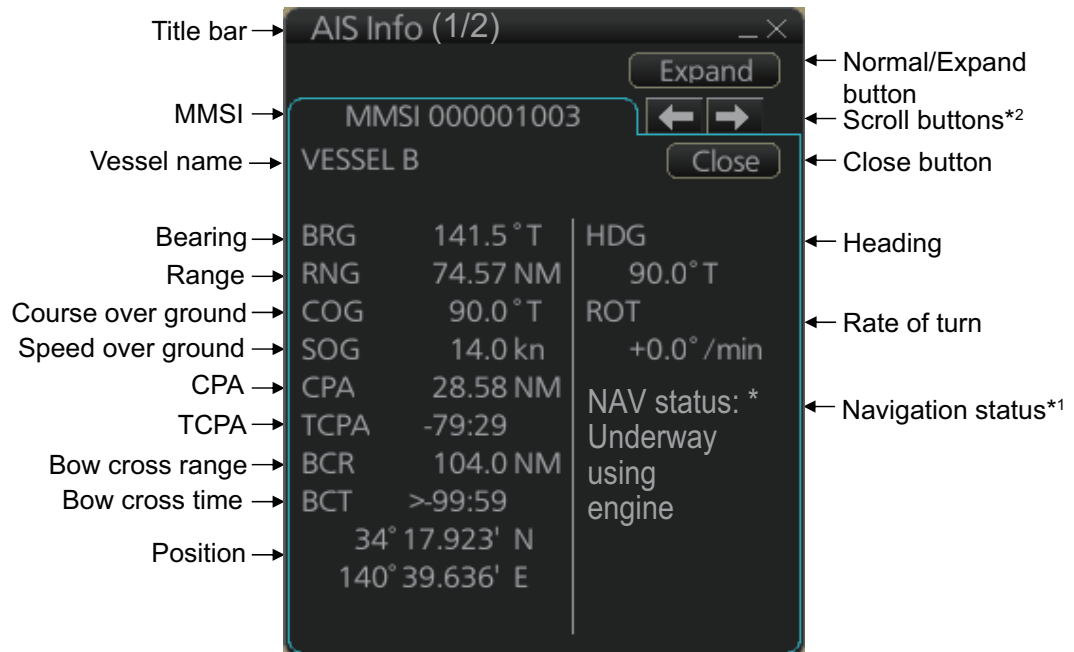 Title bar
AIS Info (1/2)
Expand
Normal/Expand
button
MMSI
MMSI 000001003
Scroll buttons*2
Vessel name
VESSEL B
Close
Close button
Bearing
BRG 141.5°T
HDG
Heading
Range
RNG 74.57 NM
90.0°T
Course over ground
COG 90.0°T
ROT
Rate of turn
Speed over ground
SOG 14.0 kn
+0.0°/min
CPA
CPA 28.58 NM
NAV status: *
Underway
using
engine
Navigation status*1
TCPA
TCPA -79:29
Bow cross range
BCR 104.0 NM
Bow cross time
BCT >-99:59
Position
34° 17.923' N
140° 39.636' E